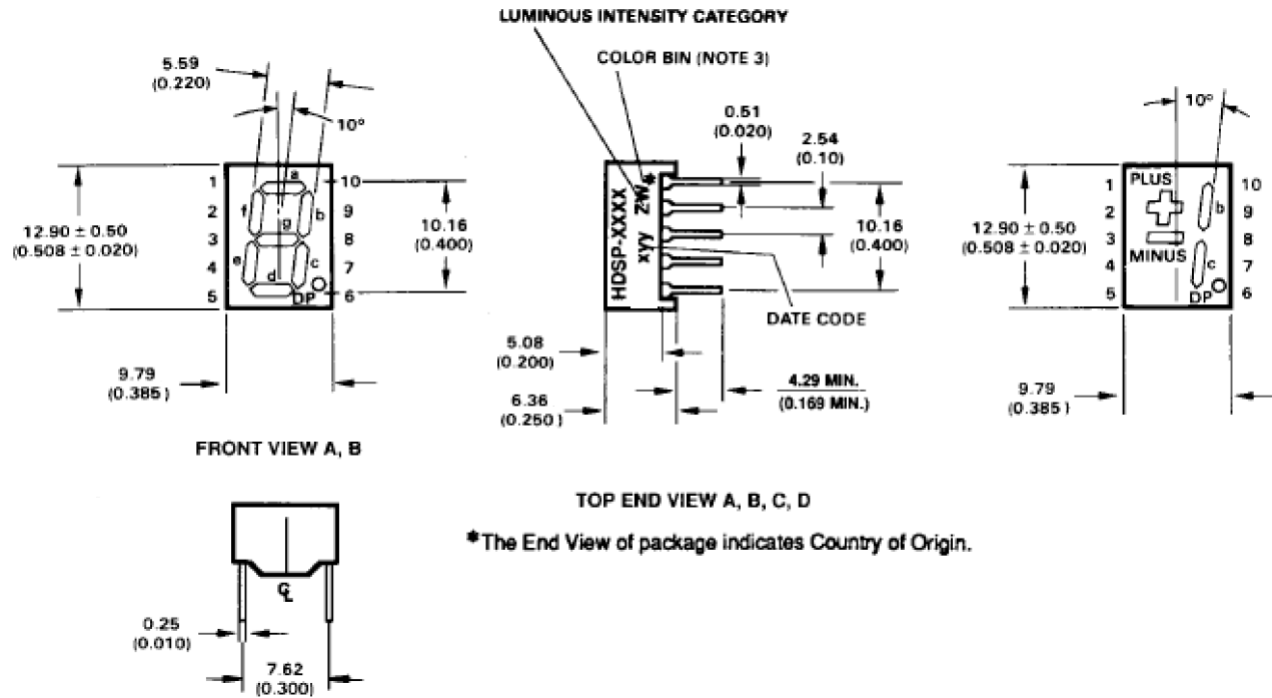 LUMINOUS INTENSITY CATEGORY
COLOR BIN (NOTE 3)
5.59
(0.220)
10°
12.90 ± 0.50
(0.508 ± 0.020)
1
2
3
4
5
a
f
b
g
e
c
d
DP
10
9
8
7
6
10.16
(0.400)
9.79
(0.385)
FRONT VIEW A, B
0.51
(0.020)
2.54
(0.10)
HDSP-XXXX
xyy ZW*
10.16
(0.400)
DATE CODE
5.08
(0.200)
6.36
(0.250)
4.29 MIN.
(0.169 MIN.)
10°
12.90 ± 0.50
(0.508 ± 0.020)
1
2
3
4
5
PLUS
MINUS
b
c
DP
10
9
8
7
6
9.79
(0.385)
0.25
(0.010)
7.62
(0.300)
CL
TOP END VIEW A, B, C, D
*The End View of package indicates Country of Origin.